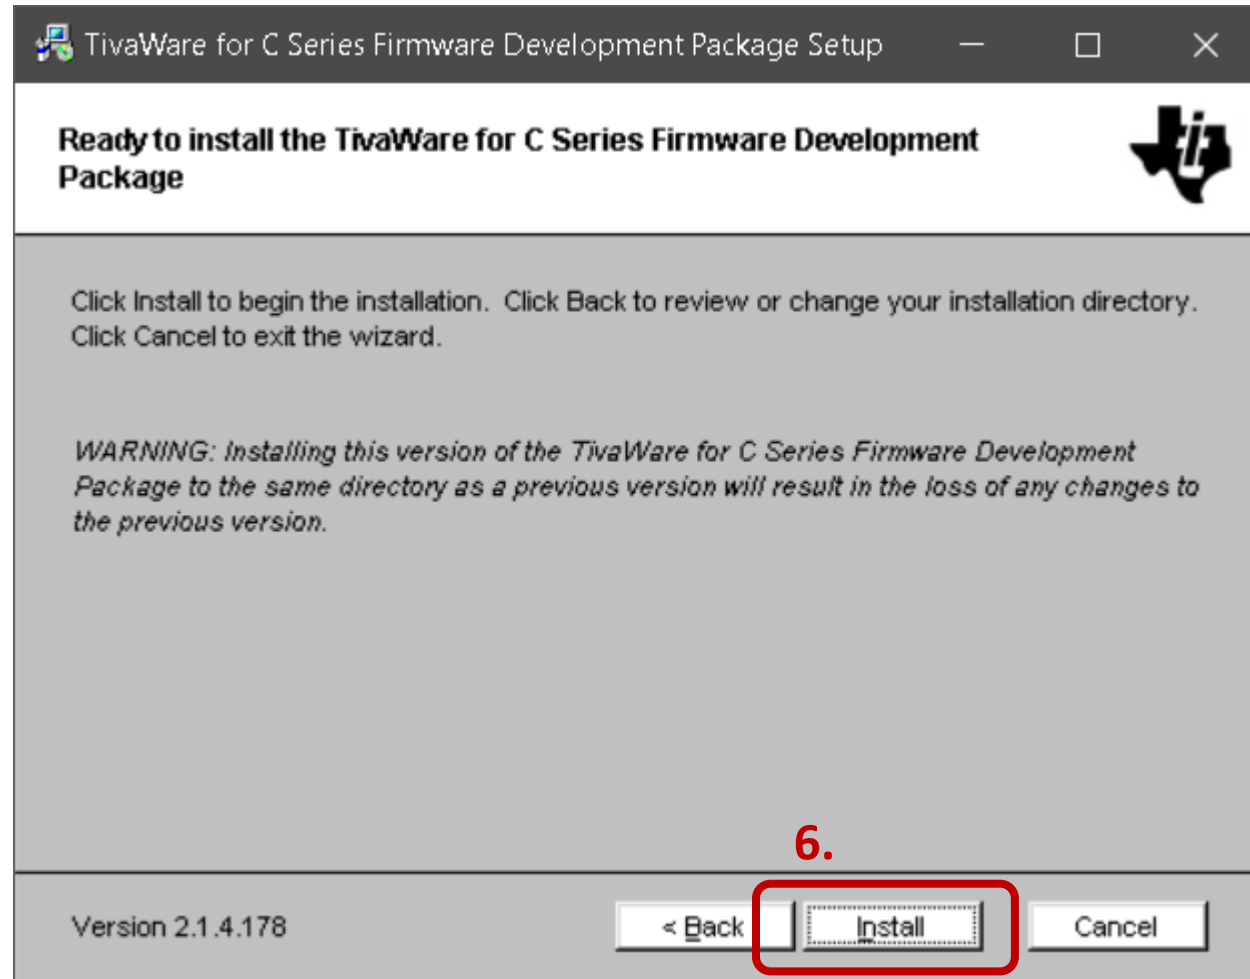 TivaWare for C Series Firmware Development Package Setup
Ready to install the TivaWare for C Series Firmware Development
Package
Click Install to begin the installation.  Click Back to review or change your installation directory.
Click Cancel to exit the wizard.
WARNING: Installing this version of the TivaWare for C Series Firmware Development
Package to the same directory as a previous version will result in the loss of any changes to
the previous version.
6.
Version 2.1.4.178
< Back
Install
Cancel